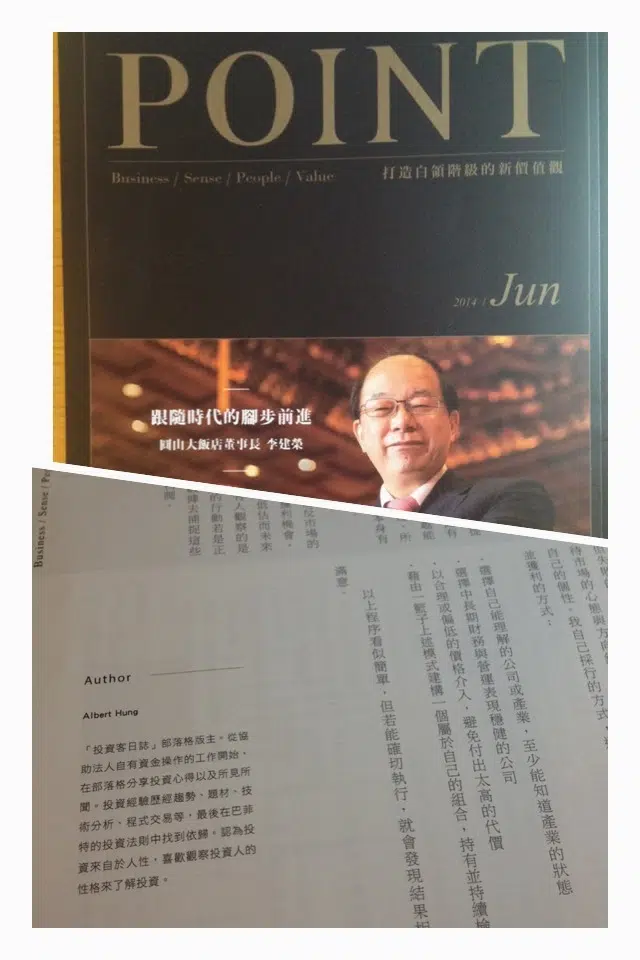 POINT
Business / Sense / People / Value
打造白領階級的新價值觀
2014 / Jun
跟隨時代的腳步前進
圓山大飯店董事長 李建榮
Business / Sense / Pe
自己的個性。我自己採行的方式，
並獲利的方式：
．選擇自己能理解的公司或產業，至少能知道產業的狀態
．選擇中長期財務與營運表現穩健的公司
．以合理或偏低的價格介入，避免付出太高的代價
．藉由一籃子上述模式建構一個屬於自己的組合，持有並持續檢
滿意。
以上程序看似簡單，但若能確切執行，就會發現結果
Author
Albert Hung
「投資客日誌」部落格版主。從協
助法人自有資金操作的工作開始，
在部落格分享投資心得以及所見所
聞。投資經驗歷經趨勢、題材、技
術分析、程式交易等，最後在巴菲
特的投資法則中找到依歸。認為投
資來自於人性，喜歡觀察投資人的
性格來了解投資。